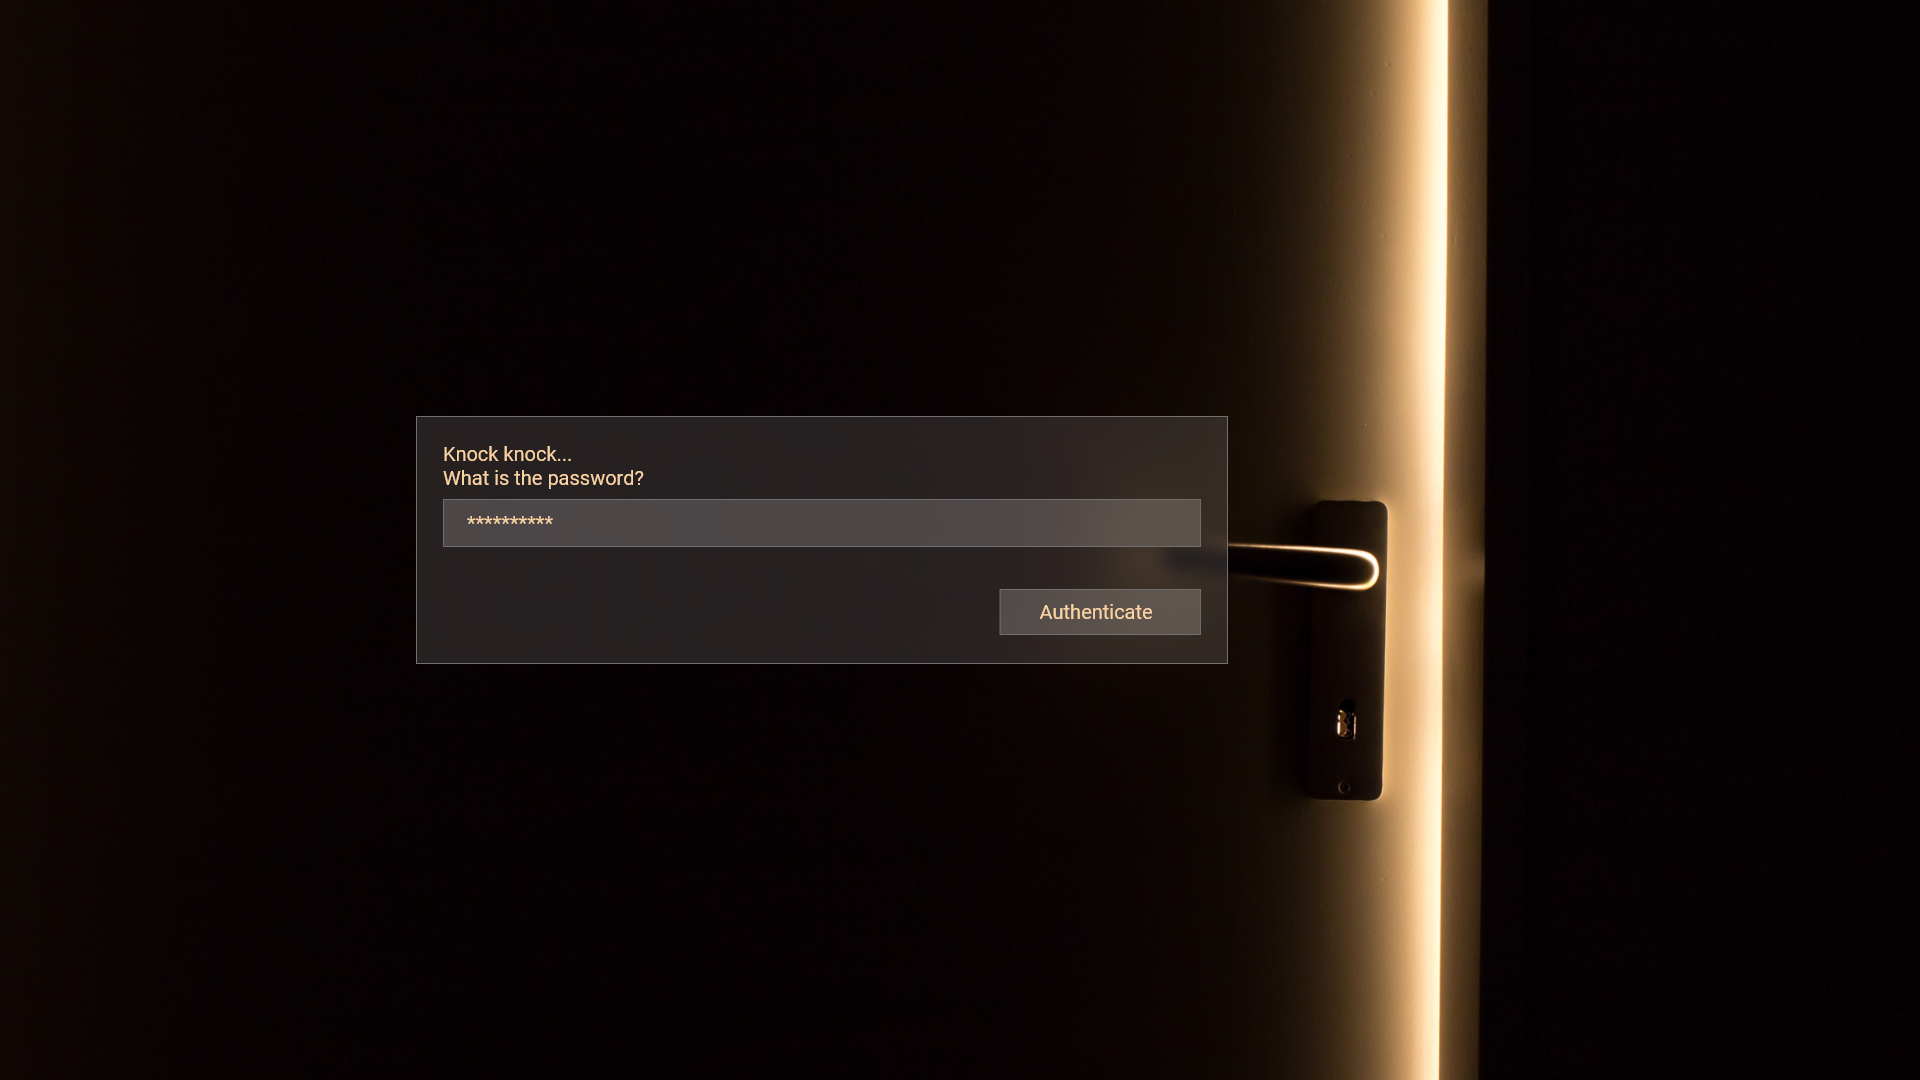 Knock knock...
What is the password?
**********
Authenticate